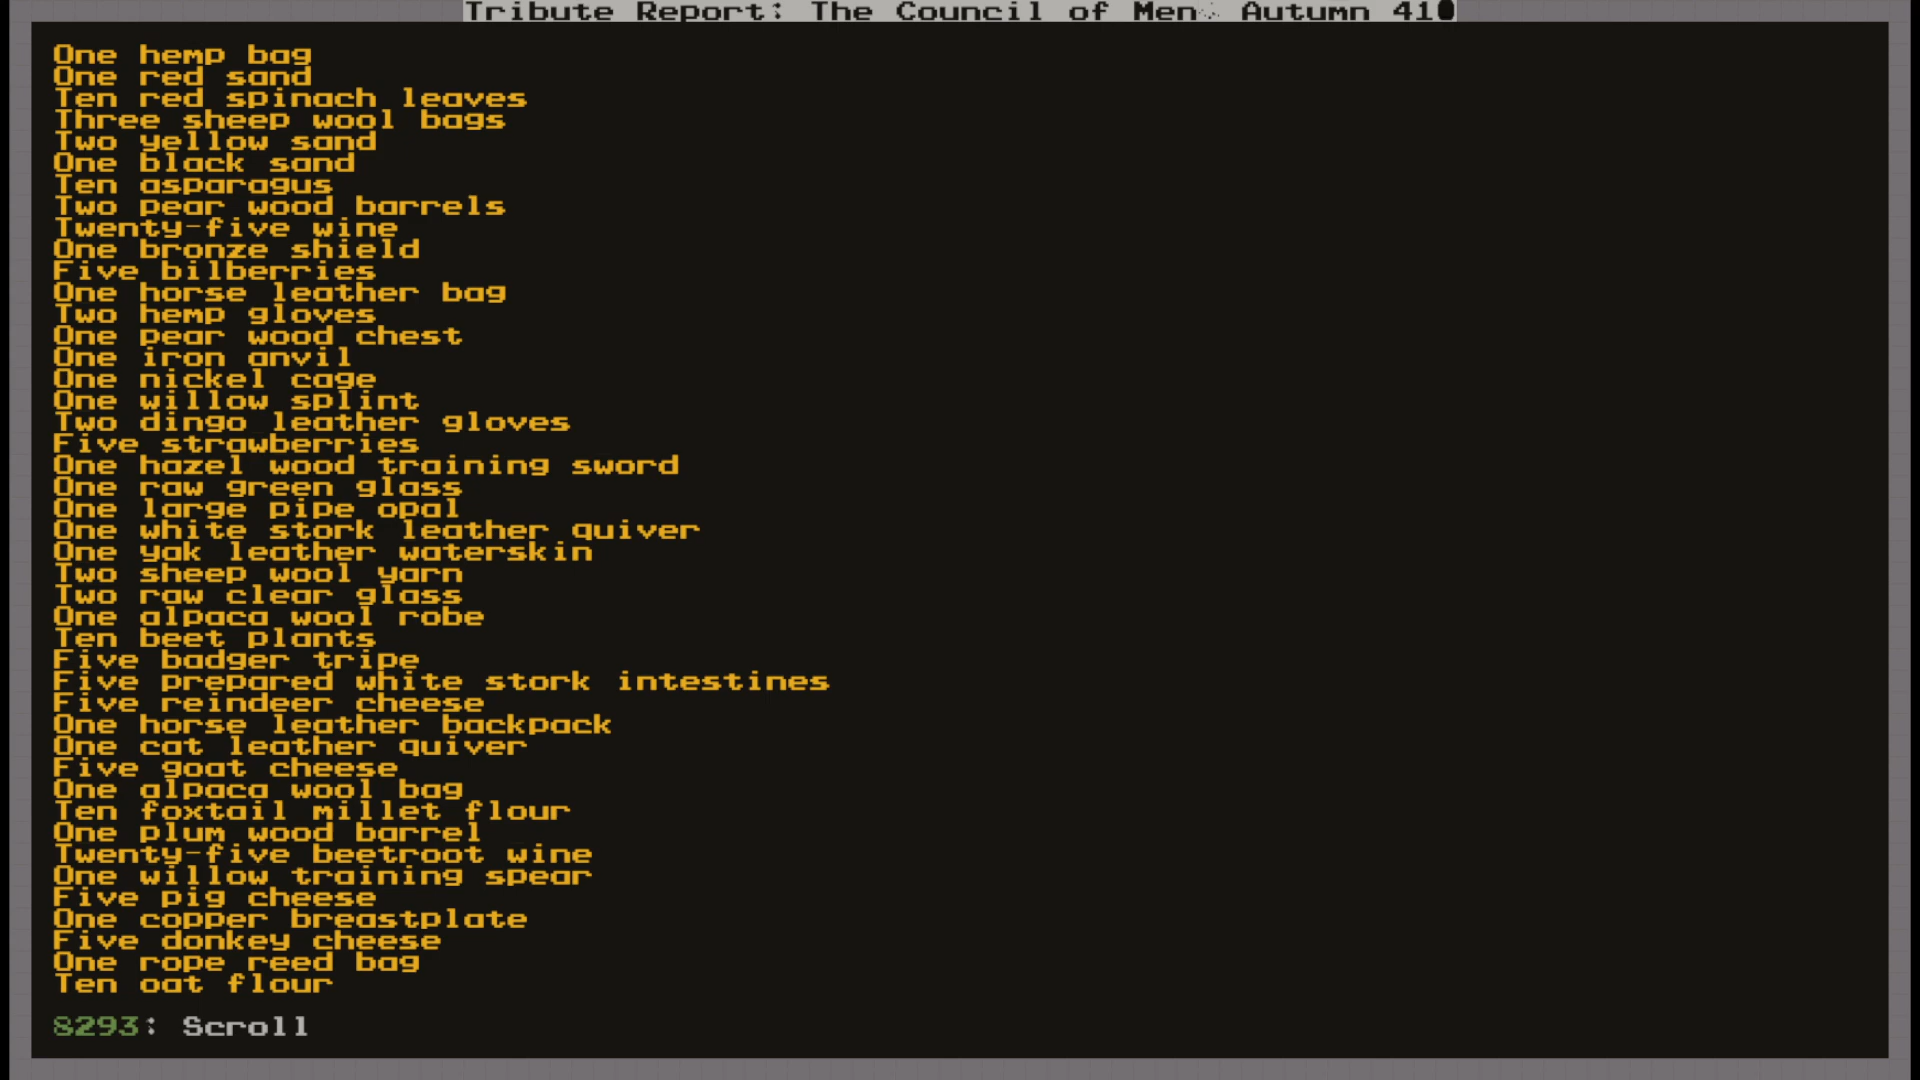 Tribute Report: The Council of Men, Autumn 410
One hemp bag
One red sand
Ten red spinach leaves
Three sheep wool bags
Two yellow sand
One black sand
Ten asparagus
Two pear wood barrels
Twenty-five wine
One bronze shield
Five bilberries
One horse leather bag
Two hemp gloves
One pear wood chest
One iron anvil
One nickel cage
One willow splint
Two dingo leather gloves
Five strawberries
One hazel wood training sword
One raw green glass
One large pipe opal
One white stork leather quiver
One yak leather waterskin
Two sheep wool yarn
Two raw clear glass
One alpaca wool robe
Ten beet plants
Five badger tripe
Five prepared white stork intestines
Five reindeer cheese
One horse leather backpack
One cat leather quiver
Five goat cheese
One alpaca wool bag
Ten foxtail millet flour
One plum wood barrel
Twenty-five beetroot wine
One willow training spear
Five pig cheese
One copper breastplate
Five donkey cheese
One rope reed bag
Ten oat flour
8293: Scroll